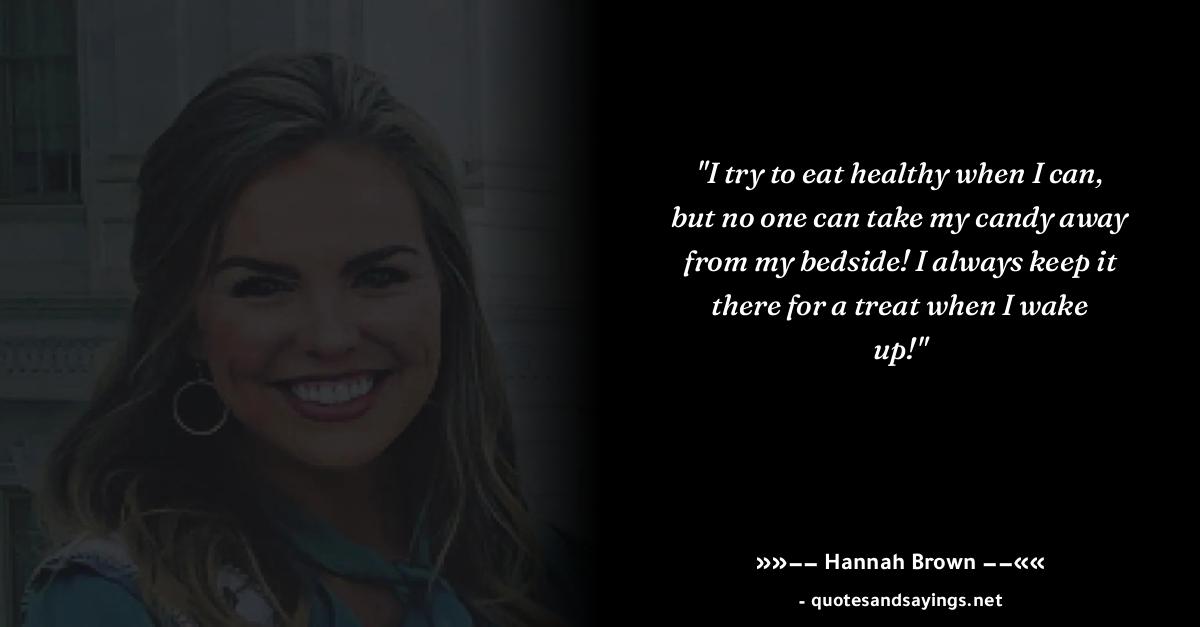 "I try to eat healthy when I can,
but no one can take my candy away
from my bedside! I always keep it
there for a treat when I wake
up!"
»»−− Hannah Brown −−««
- quotesandsayings.net